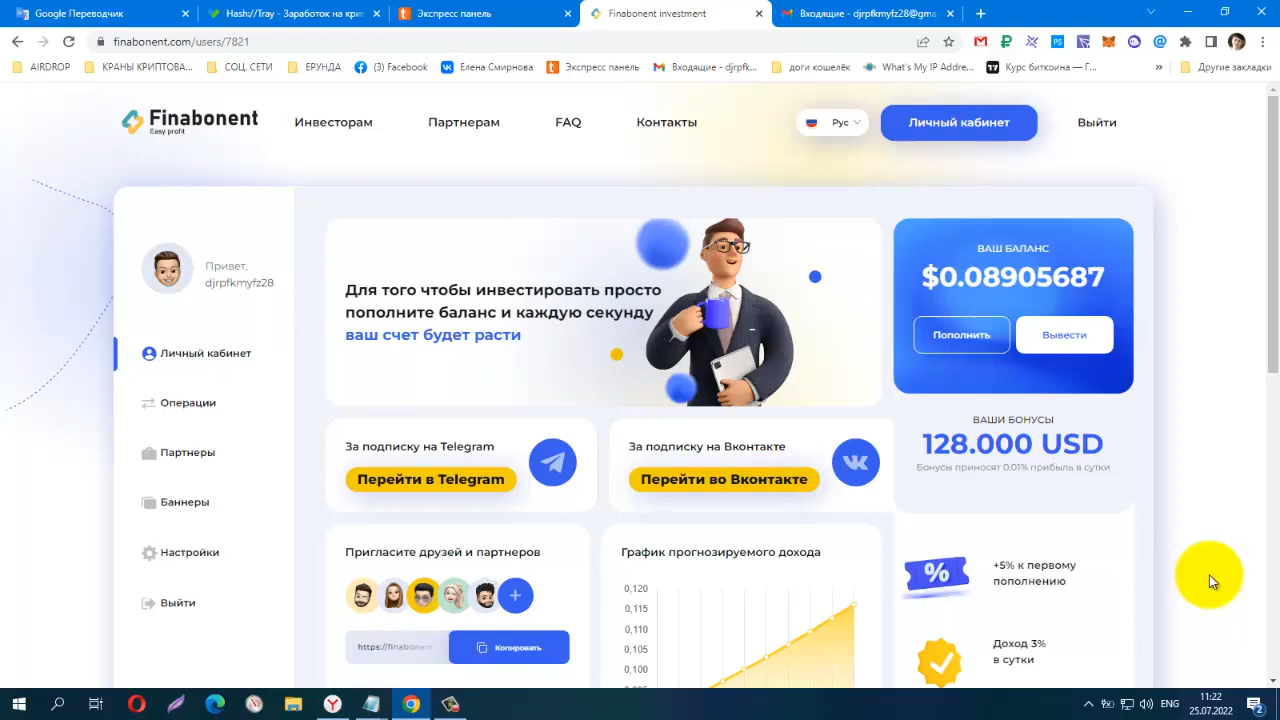 Google Переводчик
Hash://Tray - Заработок на кри
Экспресс панель
Finabonent investment
Входящие - djrpfkmyfz28@gma
finabonent.com/users/7821
AIRDROP
КРАНЫ КРИПТОВА...
СОЦ. СЕТИ
ЕРУНДА
(3) Facebook
Елена Смирнова
Экспресс панель
Входящие - djrpfk...
доги кошелёк
What's My IP Addre...
Курс биткоина — Г...
»
Другие закладки
Finabonent
Easy profit
Инвесторам
Партнерам
FAQ
Контакты
Рус
Личный кабинет
Выйти
Привет,
djrpfkmyfz28
Личный кабинет
Операции
Партнеры
Баннеры
Настройки
Выйти
Для того чтобы инвестировать просто
пополните баланс и каждую секунду
ваш счет будет расти
ВАШ БАЛАНС
$0.08905687
Пополнить
Вывести
ВАШИ БОНУСЫ
128.000 USD
Бонусы приносят 0,01% прибыль в сутки
За подписку на Telegram
Перейти в Telegram
За подписку на Вконтакте
Перейти во Вконтакте
Пригласите друзей и партнеров
https://finabonen
Копировать
График прогнозируемого дохода
0,120
0,115
0,110
0,105
0,100
%
+5% к первому
пополнению
Доход 3%
в сутки
ENG
11:22
25.07.2022
2